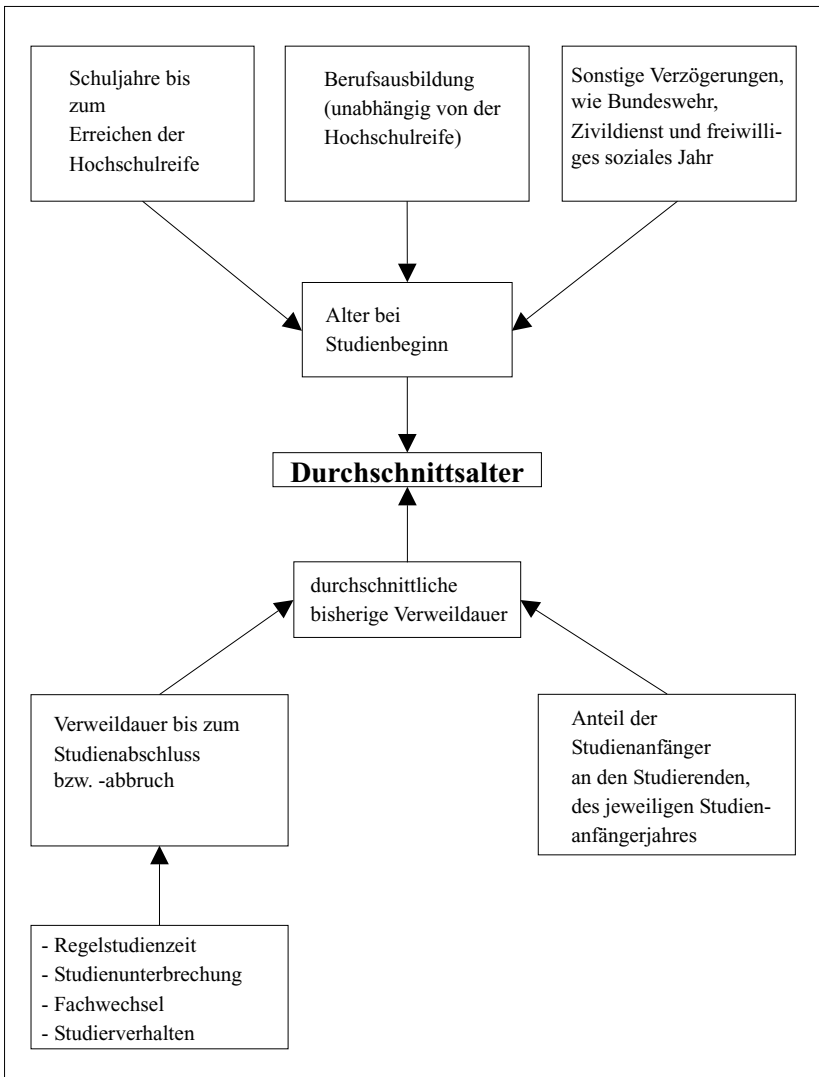 Schuljahre bis
zum
Erreichen der
Hochschulreife
Berufsausbildung
(unabhängig von der
Hochschulreife)
Sonstige Verzögerungen,
wie Bundeswehr,
Zivildienst und freiwilli-
ges soziales Jahr
Alter bei
Studienbeginn
Durchschnittsalter
durchschnittliche
bisherige Verweildauer
Verweildauer bis zum
Studienabschluss
bzw. -abbruch
Anteil der
Studienanfänger
an den Studierenden,
des jeweiligen Studien-
anfängerjahres
- Regelstudienzeit
- Studienunterbrechung
- Fachwechsel
- Studierverhalten